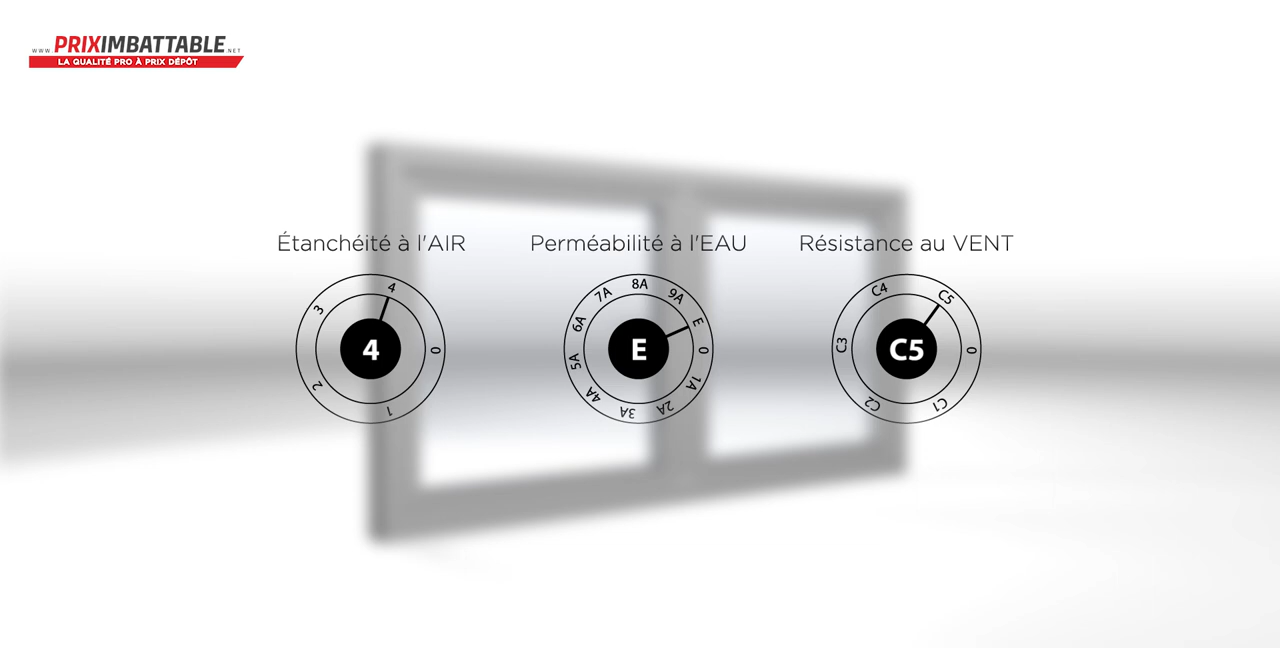 WWW.PRIXIMBATTABLE.NET
LA QUALITÉ PRO À PRIX DÉPÔT
Étanchéité à l'AIR
0
1
2
3
4
4
Perméabilité à l'EAU
0
1A
2A
3A
4A
5A
6A
7A
8A
9A
E
E
Résistance au VENT
0
C1
C2
C3
C4
C5
C5